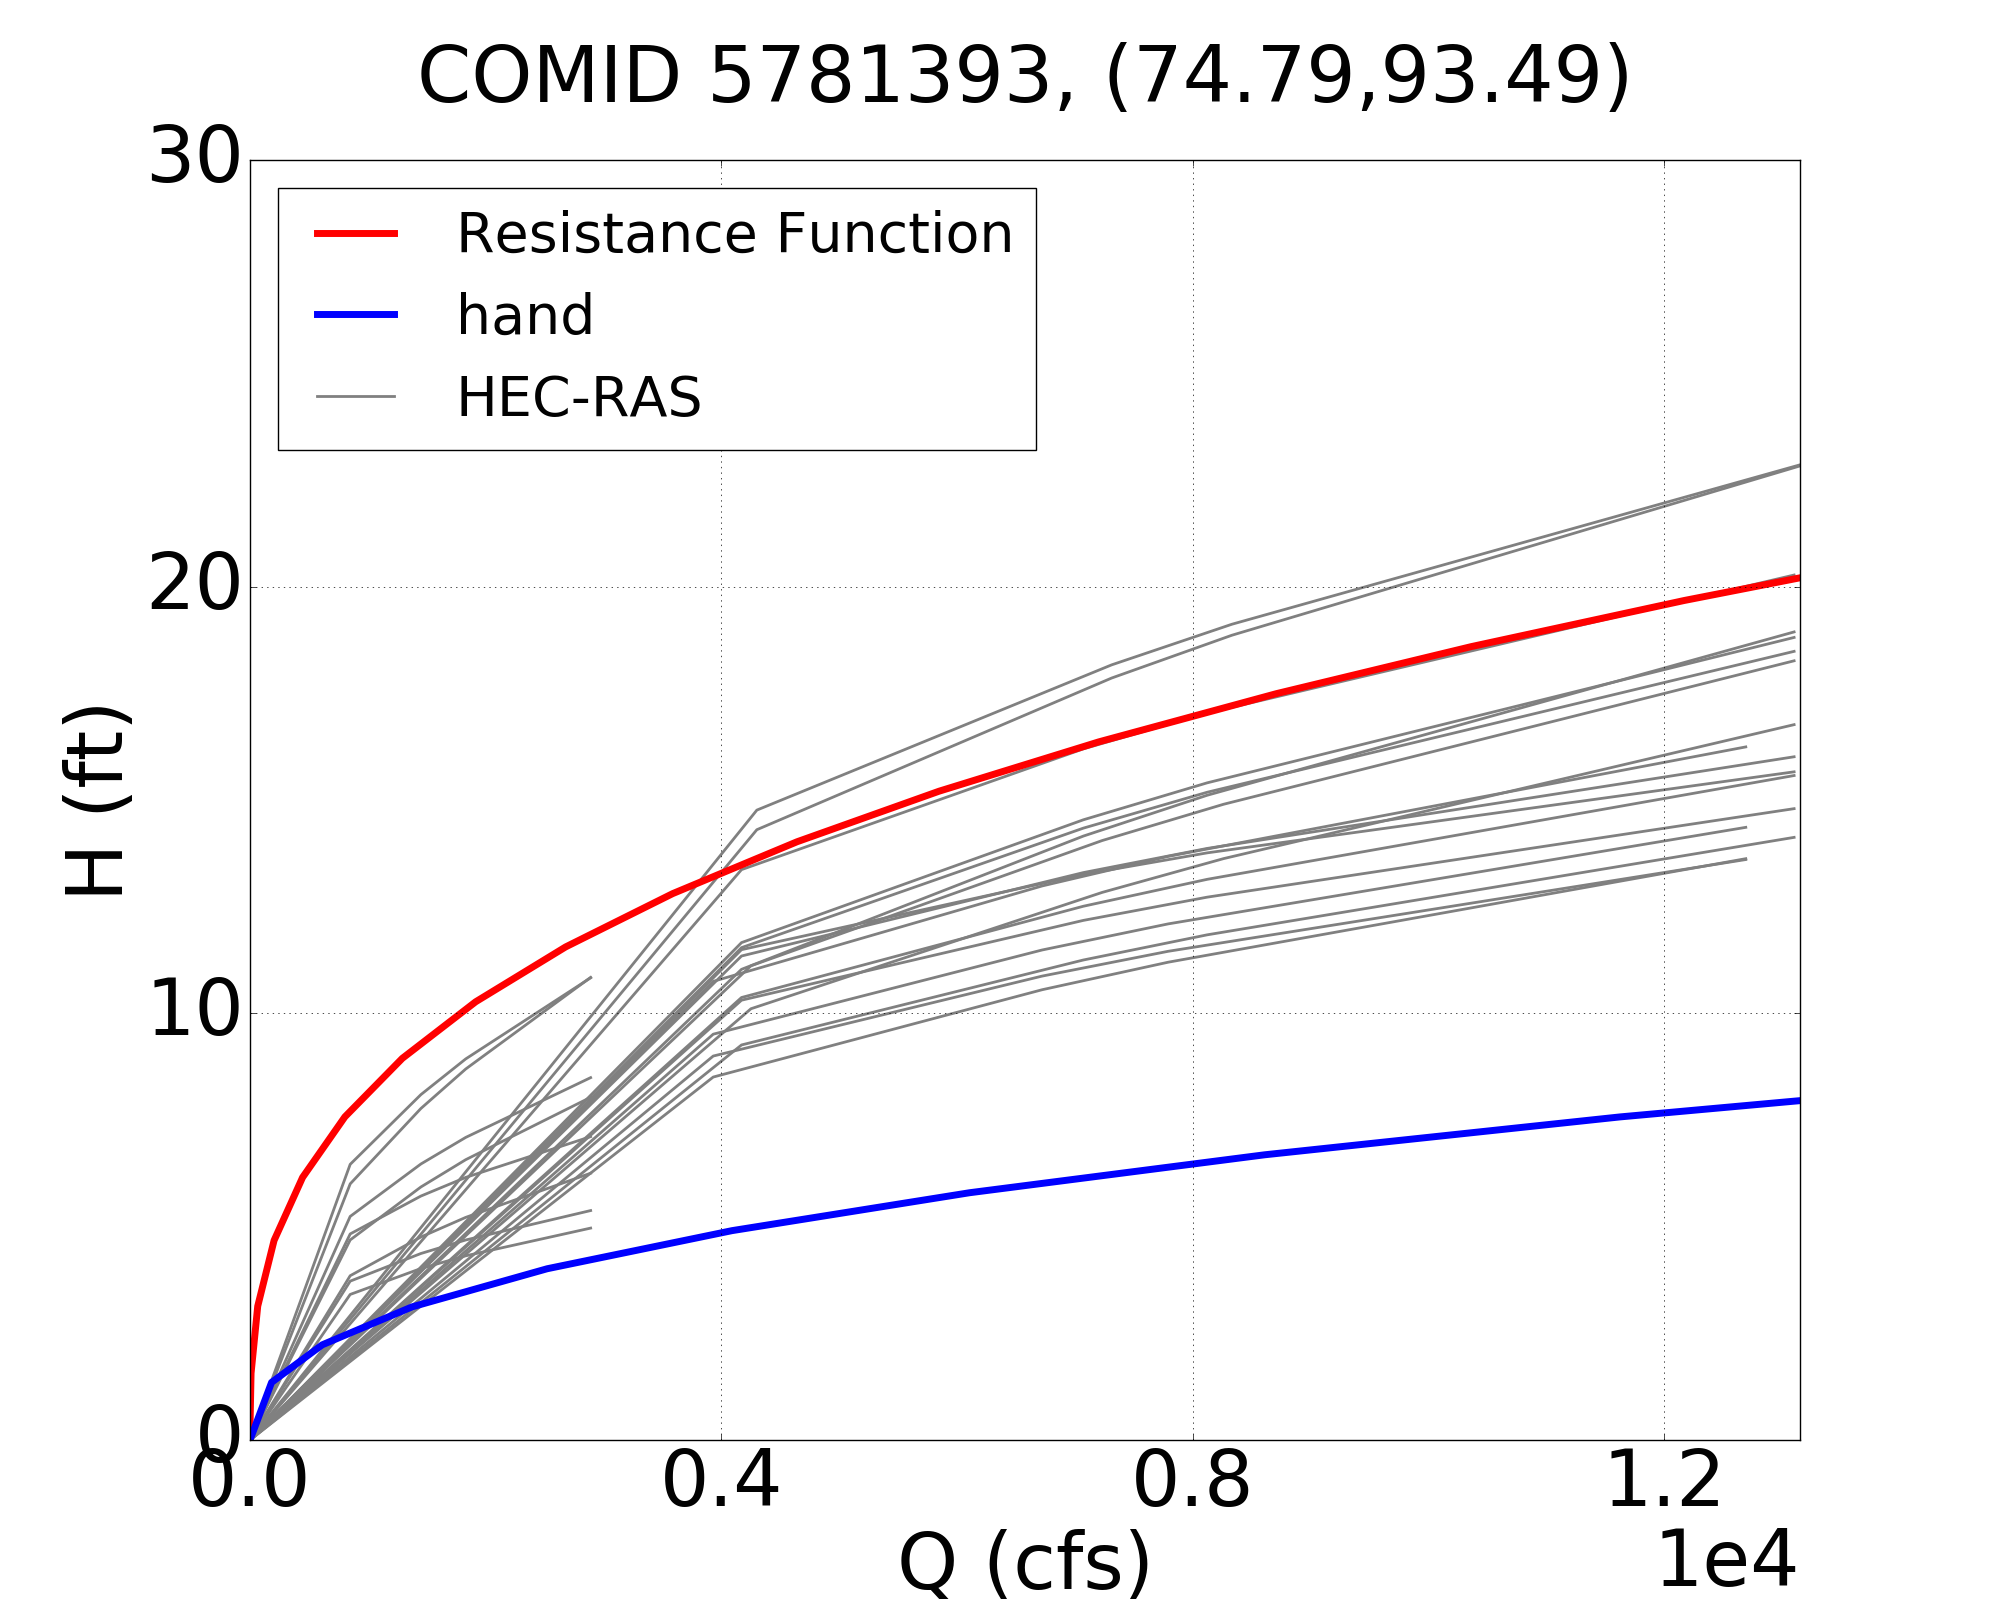 COMID 5781393, (74.79,93.49)
30
20
10
0
H (ft)
Resistance Function
hand
HEC-RAS
0.0 0.4 0.8 1.2
1e4
Q (cfs)